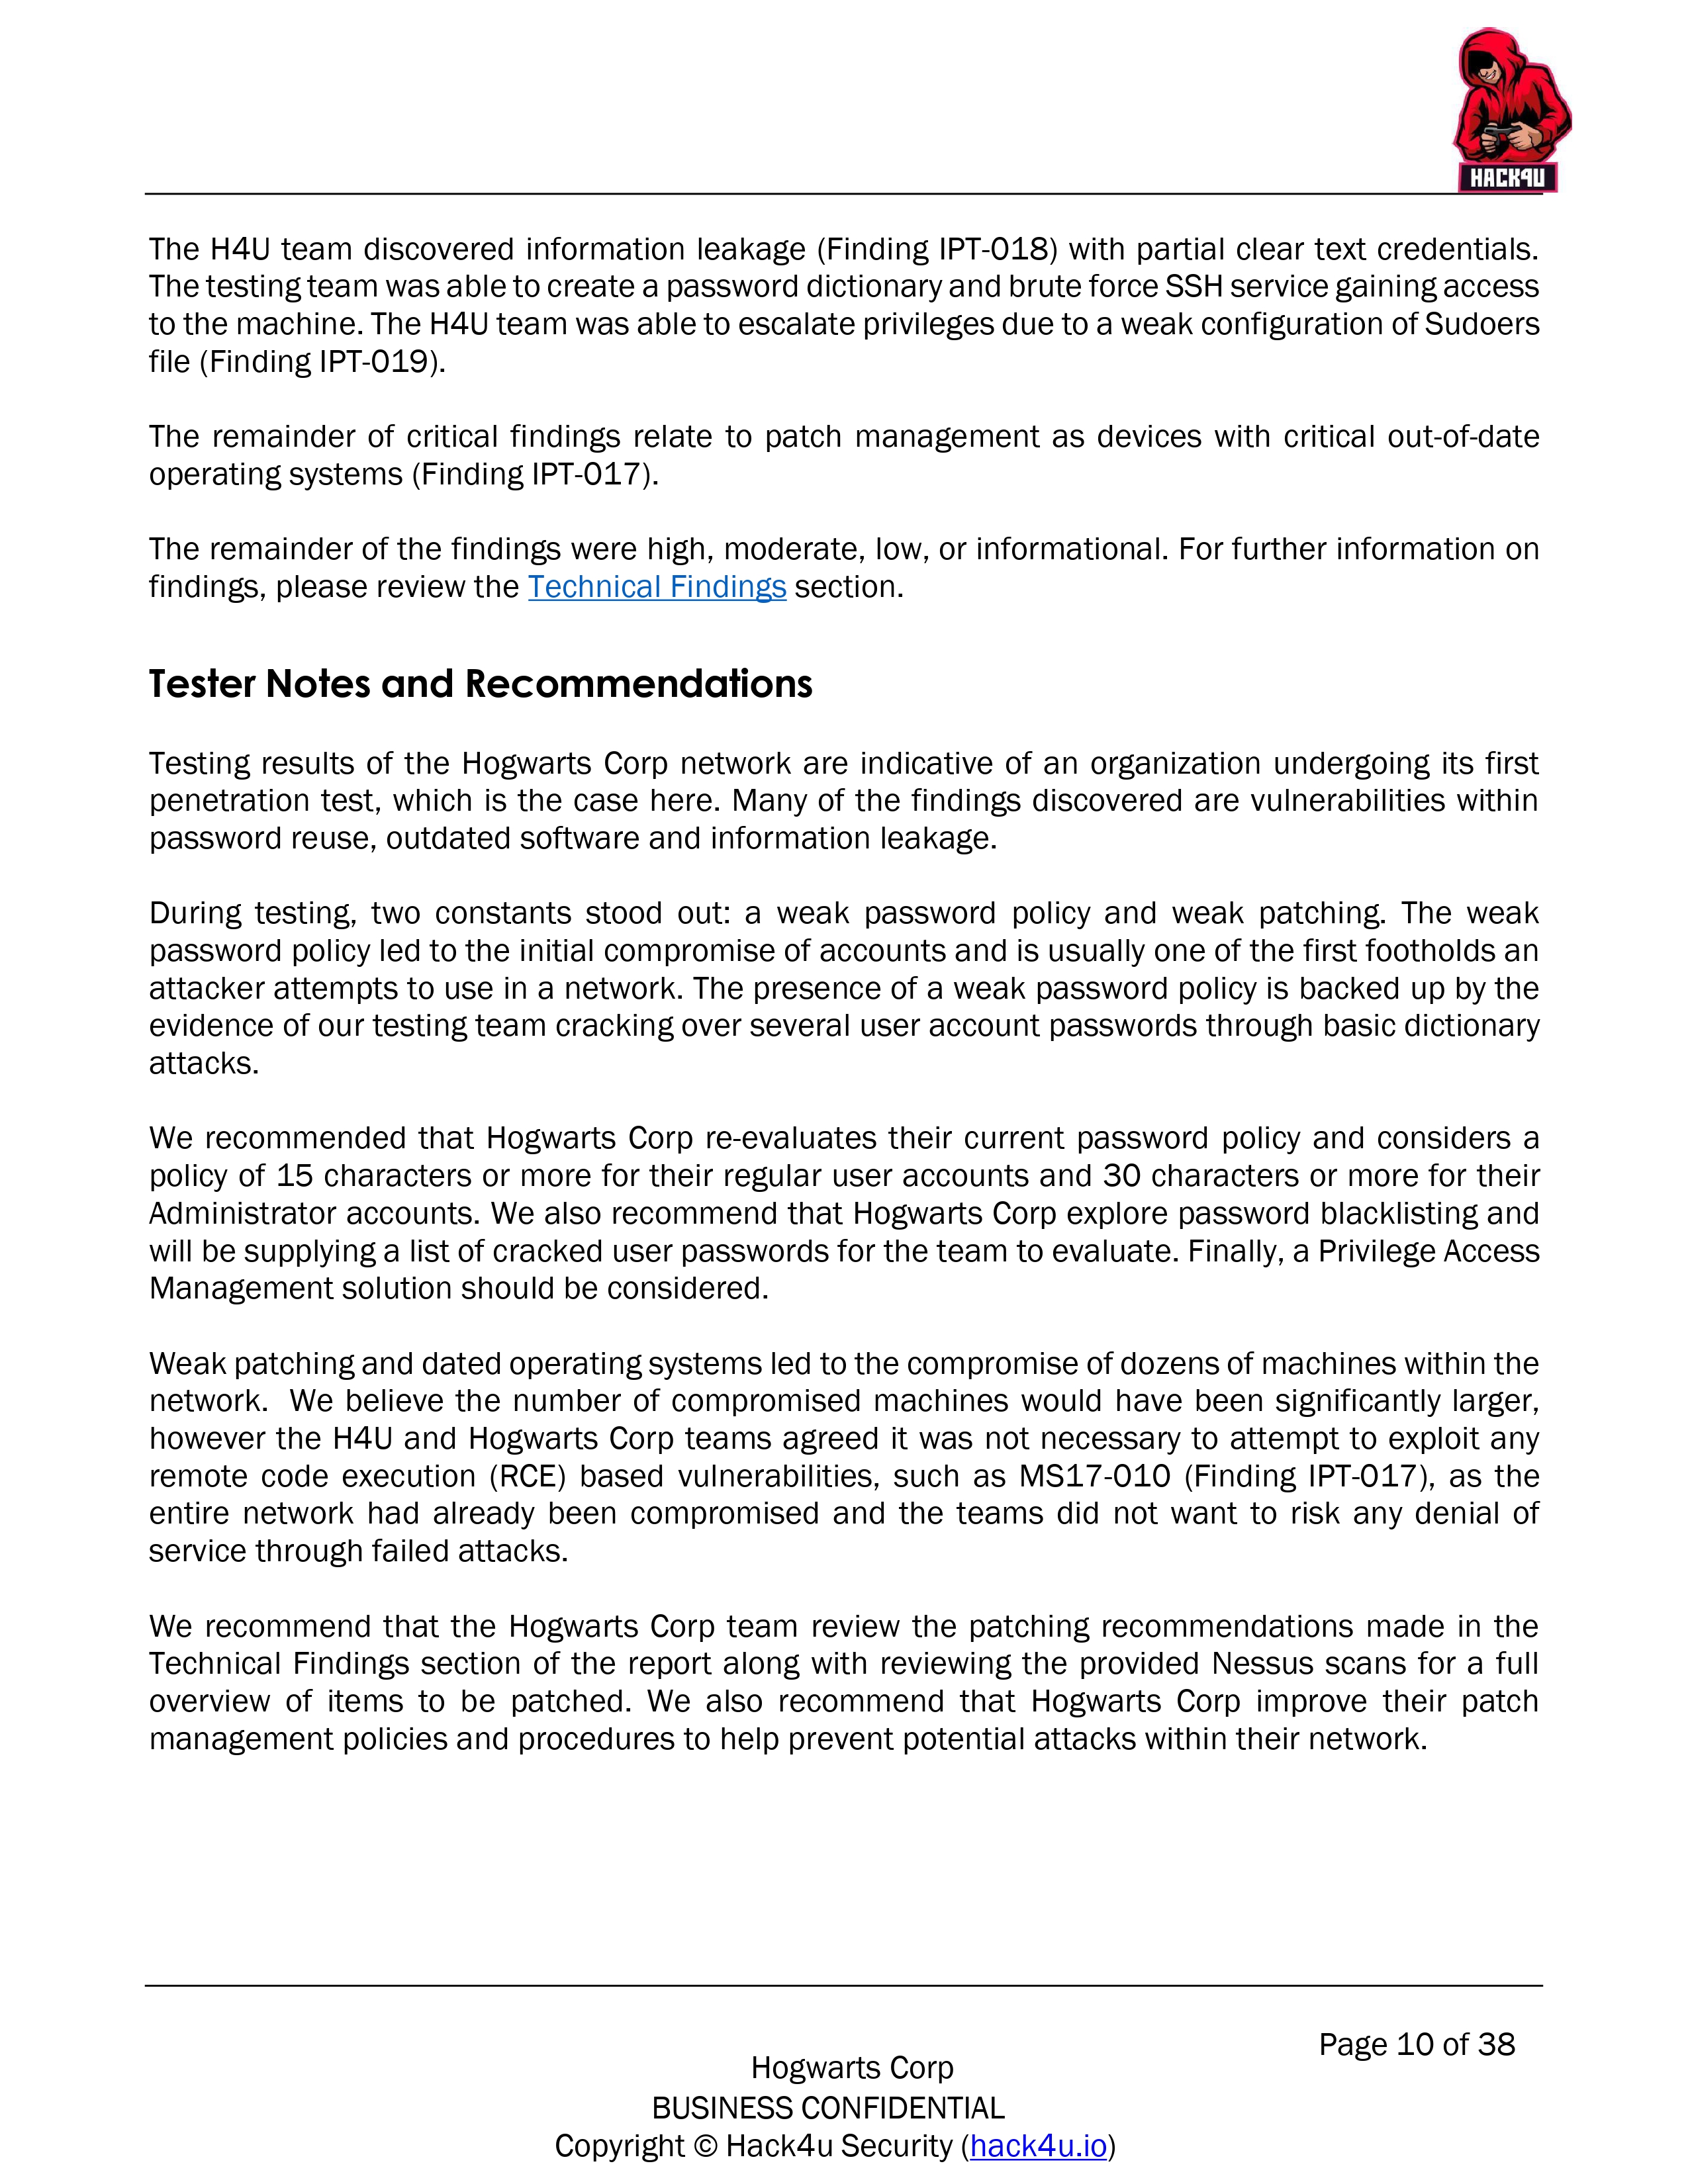 HACK4U
The H4U team discovered information leakage (Finding IPT-018) with partial clear text credentials.
The testing team was able to create a password dictionary and brute force SSH service gaining access
to the machine. The H4U team was able to escalate privileges due to a weak configuration of Sudoers
file (Finding IPT-019).
The remainder of critical findings relate to patch management as devices with critical out-of-date
operating systems (Finding IPT-017).
The remainder of the findings were high, moderate, low, or informational. For further information on
findings, please review the Technical Findings section.
Tester Notes and Recommendations
Testing results of the Hogwarts Corp network are indicative of an organization undergoing its first
penetration test, which is the case here. Many of the findings discovered are vulnerabilities within
password reuse, outdated software and information leakage.
During testing, two constants stood out: a weak password policy and weak patching. The weak
password policy led to the initial compromise of accounts and is usually one of the first footholds an
attacker attempts to use in a network. The presence of a weak password policy is backed up by the
evidence of our testing team cracking over several user account passwords through basic dictionary
attacks.
We recommended that Hogwarts Corp re-evaluates their current password policy and considers a
policy of 15 characters or more for their regular user accounts and 30 characters or more for their
Administrator accounts. We also recommend that Hogwarts Corp explore password blacklisting and
will be supplying a list of cracked user passwords for the team to evaluate. Finally, a Privilege Access
Management solution should be considered.
Weak patching and dated operating systems led to the compromise of dozens of machines within the
network.  We believe the number of compromised machines would have been significantly larger,
however the H4U and Hogwarts Corp teams agreed it was not necessary to attempt to exploit any
remote code execution (RCE) based vulnerabilities, such as MS17-010 (Finding IPT-017), as the
entire network had already been compromised and the teams did not want to risk any denial of
service through failed attacks.
We recommend that the Hogwarts Corp team review the patching recommendations made in the
Technical Findings section of the report along with reviewing the provided Nessus scans for a full
overview of items to be patched. We also recommend that Hogwarts Corp improve their patch
management policies and procedures to help prevent potential attacks within their network.
Page 10 of 38
Hogwarts Corp
BUSINESS CONFIDENTIAL
Copyright © Hack4u Security (hack4u.io)